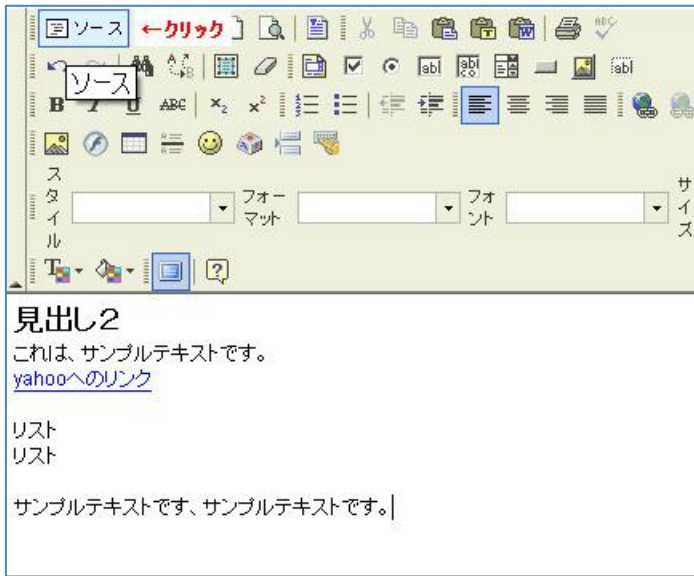 ソース ←クリック
ソース
B I U ABC x₂ x²
スタイル フォーマット フォント サイズ
見出し2
これは、サンプルテキストです。
yahooへのリンク
リスト
リスト
サンプルテキストです、サンプルテキストです。